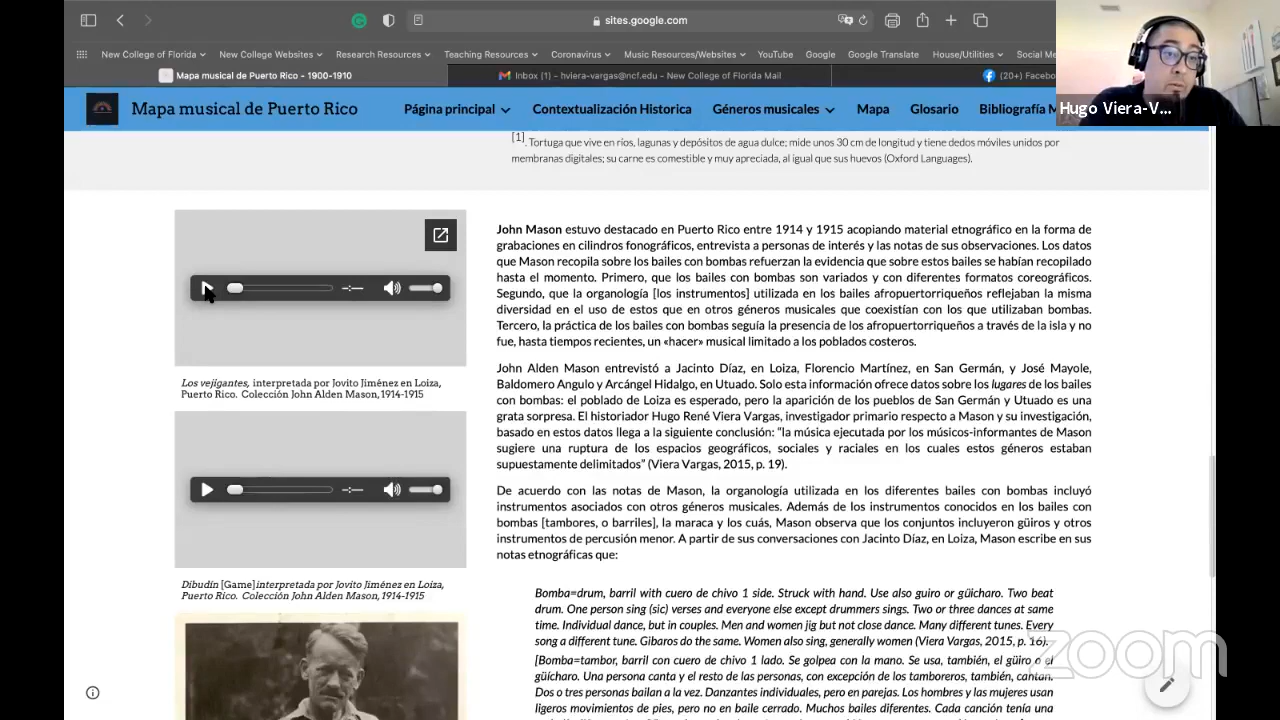 sites.google.com
New College of Florida
New College Websites
Research Resources
Teaching Resources
Coronavirus
Music Resources/Websites
YouTube
Google
Google Translate
House/Utilities
Social Me
Mapa musical de Puerto Rico - 1900-1910
Inbox (1) - hviera-vargas@ncf.edu - New College of Florida Mail
(20+) Facebo
Hugo Viera-V...
Mapa musical de Puerto Rico
Página principal
Contextualización Historica
Géneros musicales
Mapa
Glosario
Bibliografía M
[1]. Tortuga que vive en ríos, lagunas y depósitos de agua dulce; mide unos 30 cm de longitud y tiene dedos móviles unidos por
membranas digitales; su carne es comestible y muy apreciada, al igual que sus huevos (Oxford Languages).
Los vejigantes, interpretada por Jovito Jiménez en Loiza,
Puerto Rico. Colección John Alden Mason, 1914-1915
Dibudín [Game] interpretada por Jovito Jiménez en Loiza,
Puerto Rico. Colección John Alden Mason, 1914-1915
John Mason estuvo destacado en Puerto Rico entre 1914 y 1915 acopiando material etnográfico en la forma de
grabaciones en cilindros fonográficos, entrevista a personas de interés y las notas de sus observaciones. Los datos
que Mason recopila sobre los bailes con bombas refuerzan la evidencia que sobre estos bailes se habían recopilado
hasta el momento. Primero, que los bailes con bombas son variados y con diferentes formatos coreográficos.
Segundo, que la organología [los instrumentos] utilizada en los bailes afropuertorriqueños reflejaban la misma
diversidad en el uso de estos que en otros géneros musicales que coexistían con los que utilizaban bombas.
Tercero, la práctica de los bailes con bombas seguía la presencia de los afropuertorriqueños a través de la isla y no
fue, hasta tiempos recientes, un «hacer» musical limitado a los poblados costeros.
John Alden Mason entrevistó a Jacinto Díaz, en Loiza, Florencio Martínez, en San Germán, y José Mayole,
Baldomero Angulo y Arcángel Hidalgo, en Utuado. Solo esta información ofrece datos sobre los lugares de los bailes
con bombas: el poblado de Loiza es esperado, pero la aparición de los pueblos de San Germán y Utuado es una
grata sorpresa. El historiador Hugo René Viera Vargas, investigador primario respecto a Mason y su investigación,
basado en estos datos llega a la siguiente conclusión: "la música ejecutada por los músicos-informantes de Mason
sugiere una ruptura de los espacios geográficos, sociales y raciales en los cuales estos géneros estaban
supuestamente delimitados" (Viera Vargas, 2015, p. 19).
De acuerdo con las notas de Mason, la organología utilizada en los diferentes bailes con bombas incluyó
instrumentos asociados con otros géneros musicales. Además de los instrumentos conocidos en los bailes con
bombas [tambores, o barriles], la maraca y los cuás, Mason observa que los conjuntos incluyeron güiros y otros
instrumentos de percusión menor. A partir de sus conversaciones con Jacinto Díaz, en Loiza, Mason escribe en sus
notas etnográficas que:
Bomba=drum, barril with cuero de chivo 1 side. Struck with hand. Use also guiro or güicharo. Two beat
drum. One person sing (sic) verses and everyone else except drummers sings. Two or three dances at same
time. Individual dance, but in couples. Men and women jig but not close dance. Many different tunes. Every
song a different tune. Gibaros do the same. Women also sing, generally women (Viera Vargas, 2015, p. 16).
[Bomba=tambor, barril con cuero de chivo 1 lado. Se golpea con la mano. Se usa, también, el güiro o el
güícharo. Una persona canta y el resto de las personas, con excepción de los tamboreros, también, cantan.
Dos o tres personas bailan a la vez. Danzantes individuales, pero en parejas. Los hombres y las mujeres usan
ligeros movimientos de pies, pero no en baile cerrado. Muchos bailes diferentes. Cada canción tenía una
zoom